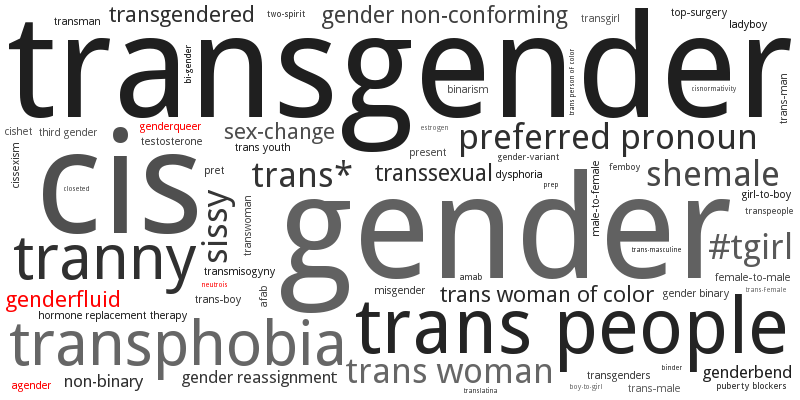 transman
transgendered
two-spirit
gender non-conforming
transgirl
top-surgery
ladyboy
transgender
bi-gender
binarism
trans person of color
cisnormativity
trans-man
cishet
third gender
genderqueer
testosterone
sex-change
trans youth
estrogen
preferred pronoun
cissexism
cis
closeted
pret
present
gender-variant
trans*
transsexual
dysphoria
prep
femboy
shemale
male-to-female
girl-to-boy
transpeople
sissy
transwoman
gender
tranny
#tgirl
trans-masculine
transmisogyny
neutrois
amab
female-to-male
genderfluid
trans-boy
afab
misgender
trans woman of color
gender binary
trans-female
hormone replacement therapy
trans people
transphobia
trans woman
binder
genderbend
agender
non-binary
gender reassignment
translatina
transgenders
boy-to-girl
trans-male
puberty blockers